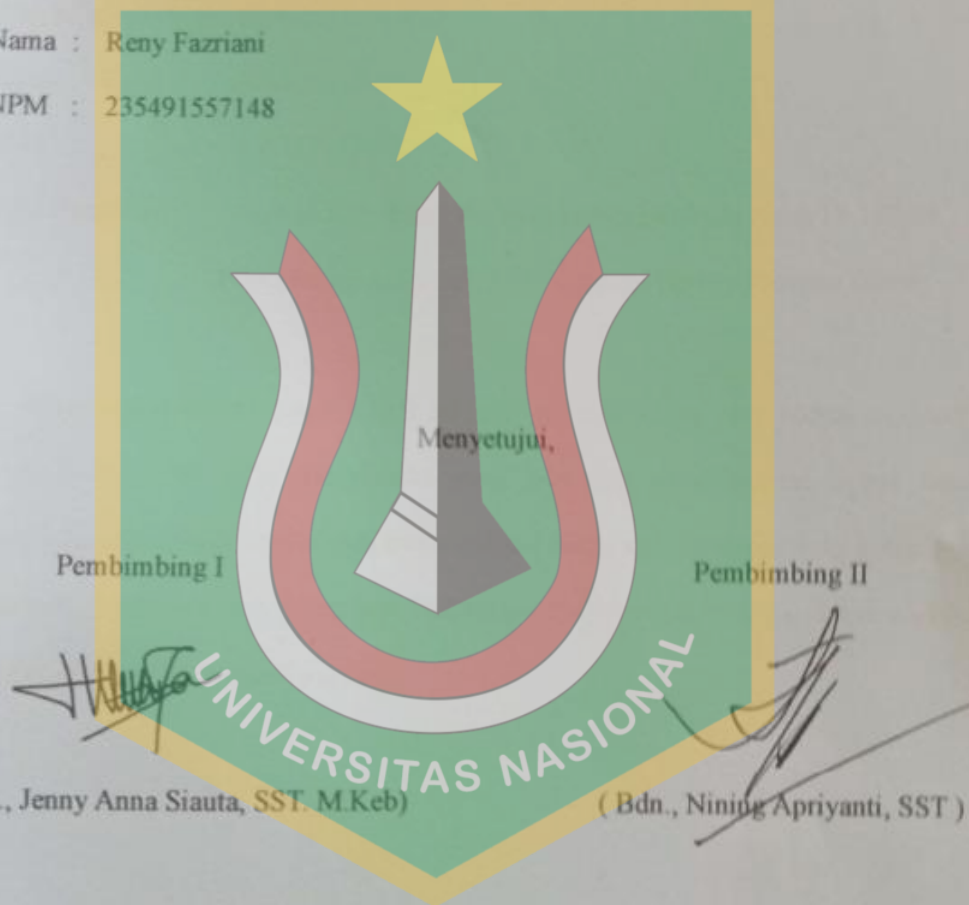 Nama : Reny Fazriani
NPM : 235491557148
Menyetujui,
Pembimbing I Pembimbing II
UNIVERSITAS NASIONAL
., Jenny Anna Siauta, SST. M.Keb) ( Bdn., Nining Apriyanti, SST )